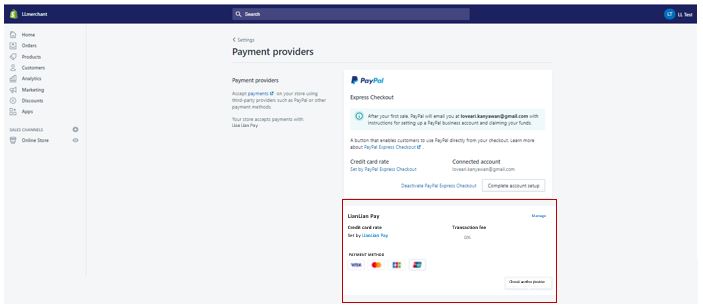 LLmerchant
Search
LT LL Test
Home
Orders
Products
Customers
Analytics
Marketing
Discounts
Apps
SALES CHANNELS
Online Store
Settings
Payment providers
Payment providers
Accept payments on your store using
third-party providers such as PayPal or other
payment methods.
Your store accepts payments with
Lian Lian Pay
PayPal
Express Checkout
After your first sale, PayPal will email you at loveari.kanyawan@gmail.com with
instructions for setting up a PayPal business account and claiming your funds.
A button that enables customers to use PayPal directly from your checkout. Learn more
about PayPal Express Checkout
Credit card rate
Set by PayPal Express Checkout
Connected account
loveari.kanyawan@gmail.com
Deactivate PayPal Express Checkout
Complete account setup
LianLian Pay
Manage
Credit card rate
Set by LianLian Pay
Transaction fee
0%
PAYMENT METHOD
VISA